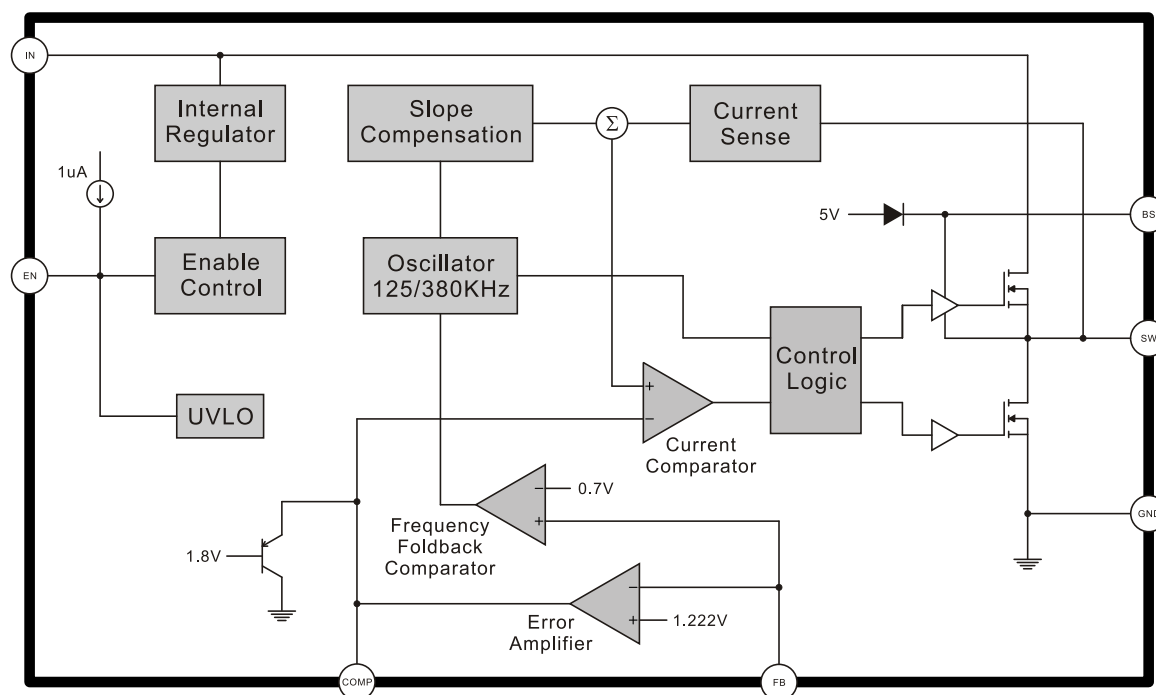 IN
Internal
Regulator
Slope
Compensation
Σ
Current
Sense
1uA
5V
BS
EN
Enable
Control
Oscillator
125/380KHz
SW
Control
Logic
+
−
Current
Comparator
UVLO
−
0.7V
+
Frequency
Foldback
Comparator
GND
1.8V
−
+
1.222V
Error
Amplifier
COMP
FB